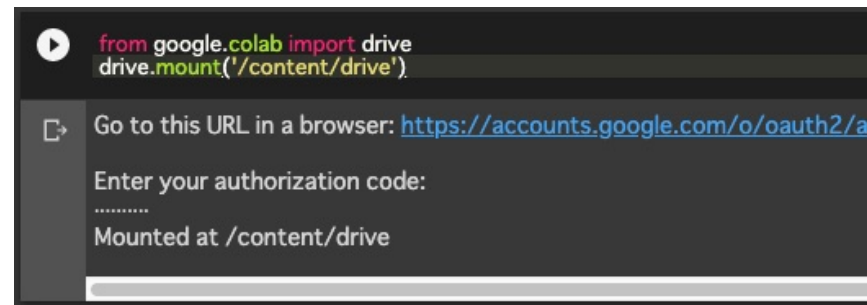 from google.colab import drive
drive.mount('/content/drive')
Go to this URL in a browser: https://accounts.google.com/o/oauth2/a
Enter your authorization code:
··········
Mounted at /content/drive